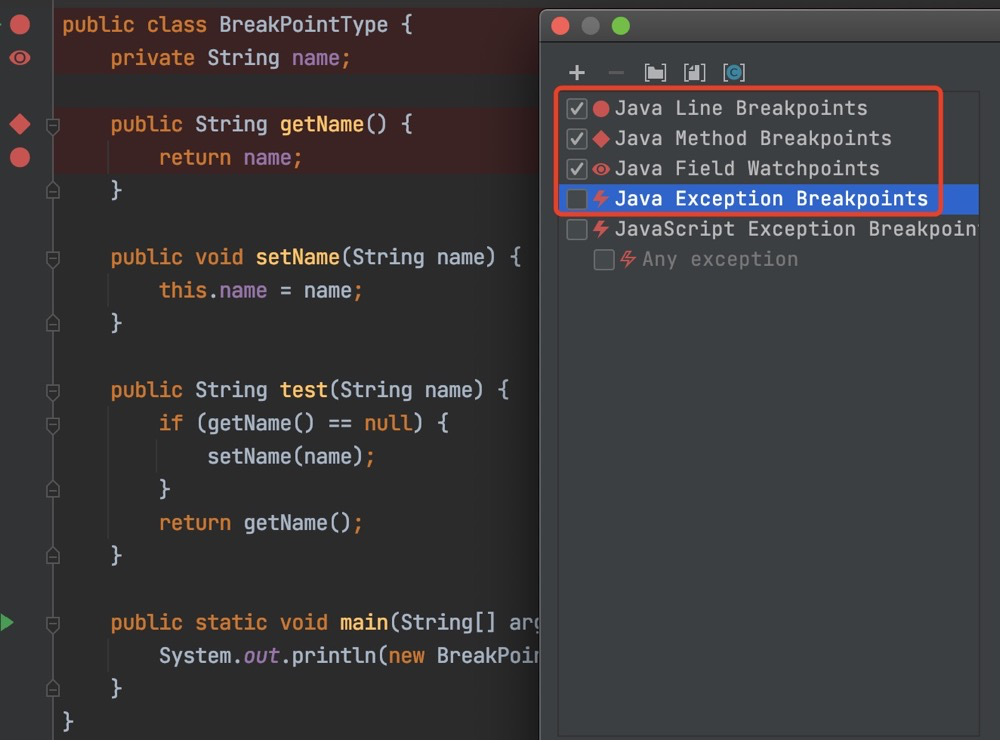 public class BreakPointType {
    private String name;

    public String getName() {
        return name;
    }

    public void setName(String name) {
        this.name = name;
    }

    public String test(String name) {
        if (getName() == null) {
            setName(name);
        }
        return getName();
    }

    public static void main(String[] arg
        System.out.println(new BreakPoin
    }
}
Java Line Breakpoints
Java Method Breakpoints
Java Field Watchpoints
Java Exception Breakpoints
JavaScript Exception Breakpoin
Any exception